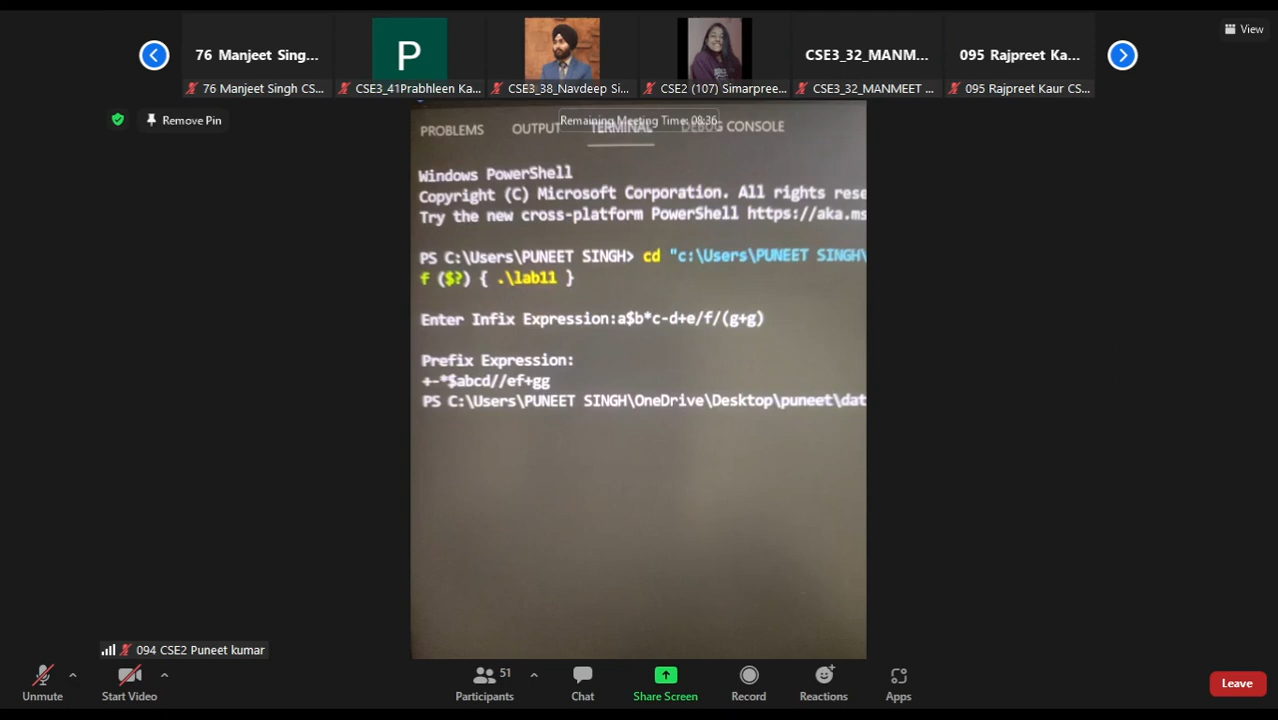 View
76 Manjeet Sing...
P
CSE3_32_MANM...
095 Rajpreet Ka...
76 Manjeet Singh CS...
CSE3_41Prabhleen Ka...
CSE3_38_Navdeep Si...
CSE2 (107) Simarpree...
CSE3_32_MANMEET ...
095 Rajpreet Kaur CS...
Remove Pin
Remaining Meeting Time: 08:36
PROBLEMS OUTPUT TERMINAL DEBUG CONSOLE
Windows PowerShell
Copyright (C) Microsoft Corporation. All rights rese
Try the new cross-platform PowerShell https://aka.ms
PS C:\Users\PUNEET SINGH> cd "c:\Users\PUNEET SINGH\
f ($?) { .\lab11 }
Enter Infix Expression:a$b*c-d+e/f/(g+g)
Prefix Expression:
+-*$abcd//ef+gg
PS C:\Users\PUNEET SINGH\OneDrive\Desktop\puneet\dat
094 CSE2 Puneet kumar
Unmute
Start Video
51
Participants
Chat
Share Screen
Record
Reactions
Apps
Leave